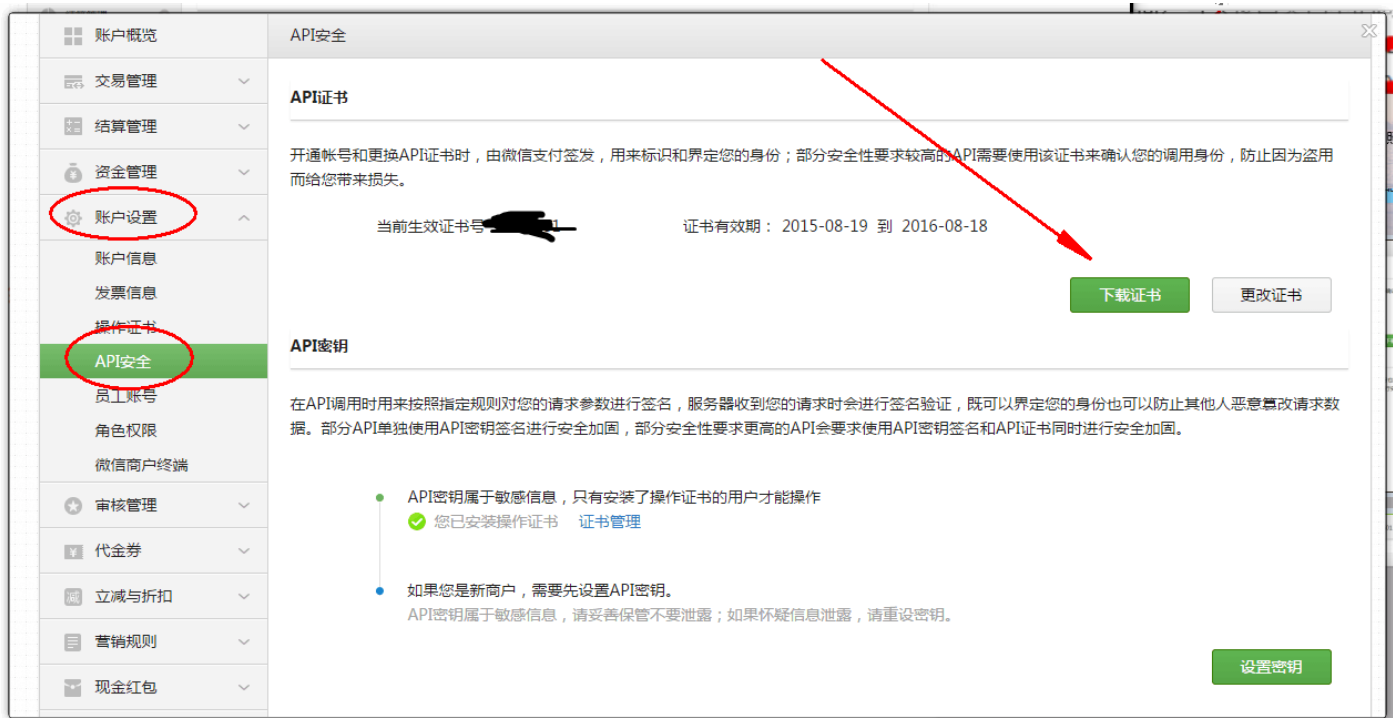 账户概览
交易管理
结算管理
资金管理
账户设置
账户信息
发票信息
操作证书
API安全
员工账号
角色权限
微信商户终端
审核管理
代金券
立减与折扣
营销规则
现金红包
API安全
API证书
开通帐号和更换API证书时，由微信支付签发，用来标识和界定您的身份；部分安全性要求较高的API需要使用该证书来确认您的调用身份，防止因为盗用
而给您带来损失。
当前生效证书号
证书有效期： 2015-08-19 到 2016-08-18
下载证书
更改证书
API密钥
在API调用时用来按照指定规则对您的请求参数进行签名，服务器收到您的请求时会进行签名验证，既可以界定您的身份也可以防止其他人恶意篡改请求数
据。部分API单独使用API密钥签名进行安全加固，部分安全性要求更高的API会要求使用API密钥签名和API证书同时进行安全加固。
API密钥属于敏感信息，只有安装了操作证书的用户才能操作
您已安装操作证书 证书管理
如果您是新商户，需要先设置API密钥。
API密钥属于敏感信息，请妥善保管不要泄露；如果怀疑信息泄露，请重设密钥。
设置密钥